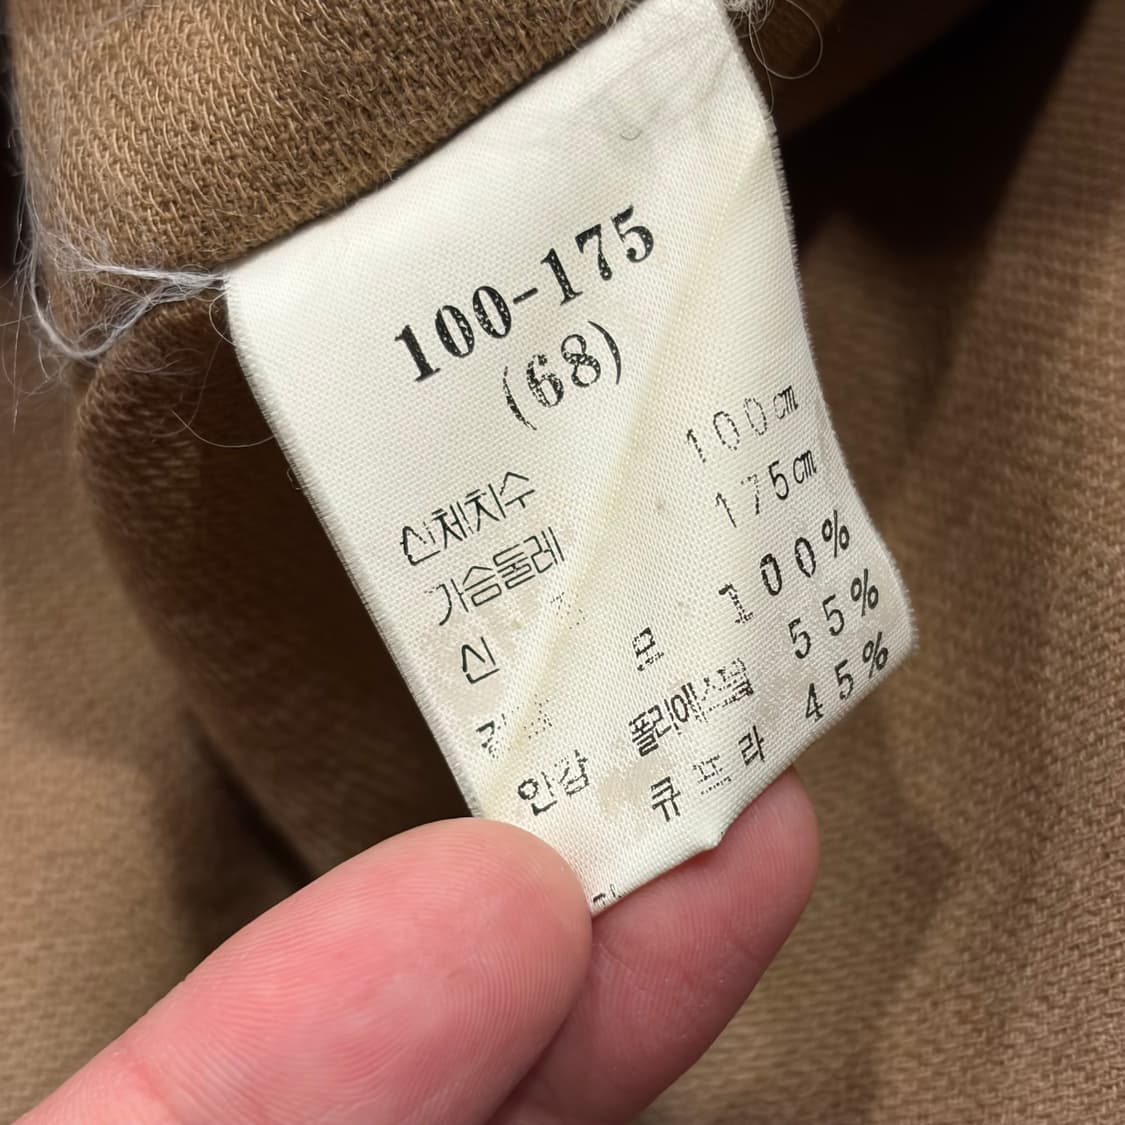 100-175
(68)
신체치수
가슴둘레 100cm
신 175cm
모 100%
안감 폴리에스텔 55%
큐프라 45%